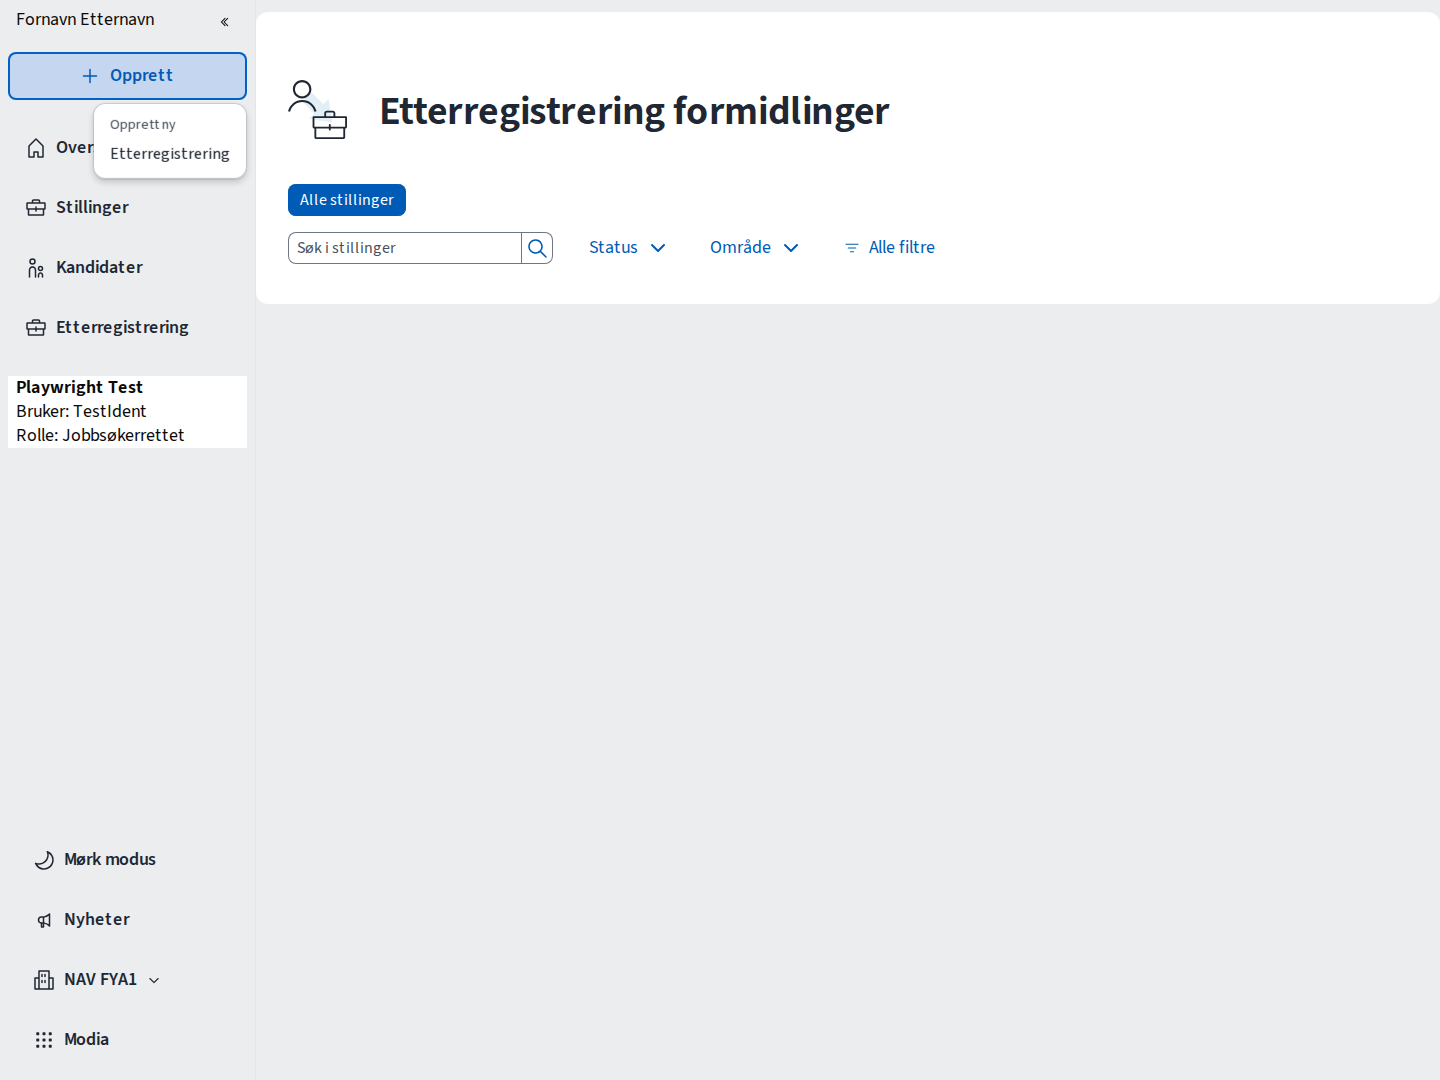 Fornavn Etternavn
Opprett
Opprett ny
Etterregistrering
Over
Stillinger
Kandidater
Etterregistrering
Playwright Test
Bruker: TestIdent
Rolle: Jobbsøkerrettet
Mørk modus
Nyheter
NAV FYA1
Modia
Etterregistrering formidlinger
Alle stillinger
Søk i stillinger
Status
Område
Alle filtre